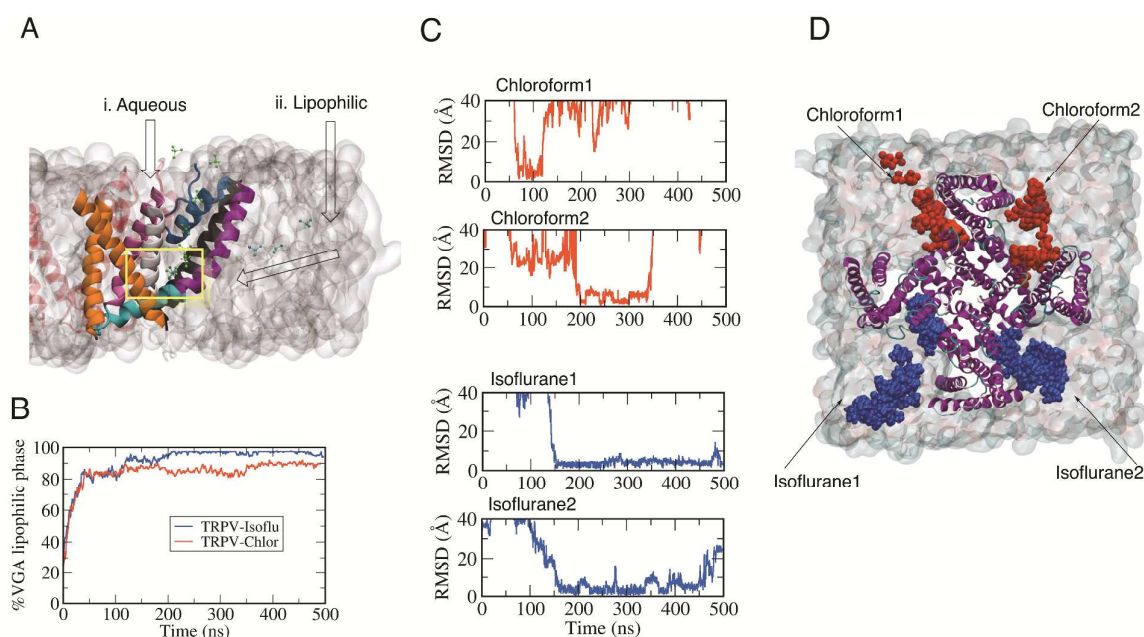 A
i. Aqueous
ii. Lipophilic
B
%VGA lipophilic phase
100
80
60
40
20
0
TRPV-Isoflu
TRPV-Chlor
0 100 200 300 400 500
Time (ns)
C
Chloroform1
RMSD (Å)
40
20
0
0 100 200 300 400 500
Chloroform2
RMSD (Å)
40
20
0
0 100 200 300 400 500
Isoflurane1
RMSD (Å)
40
20
0
0 100 200 300 400 500
Isoflurane2
RMSD (Å)
40
20
0
0 100 200 300 400 500
Time (ns)
D
Chloroform1
Chloroform2
Isoflurane1
Isoflurane2